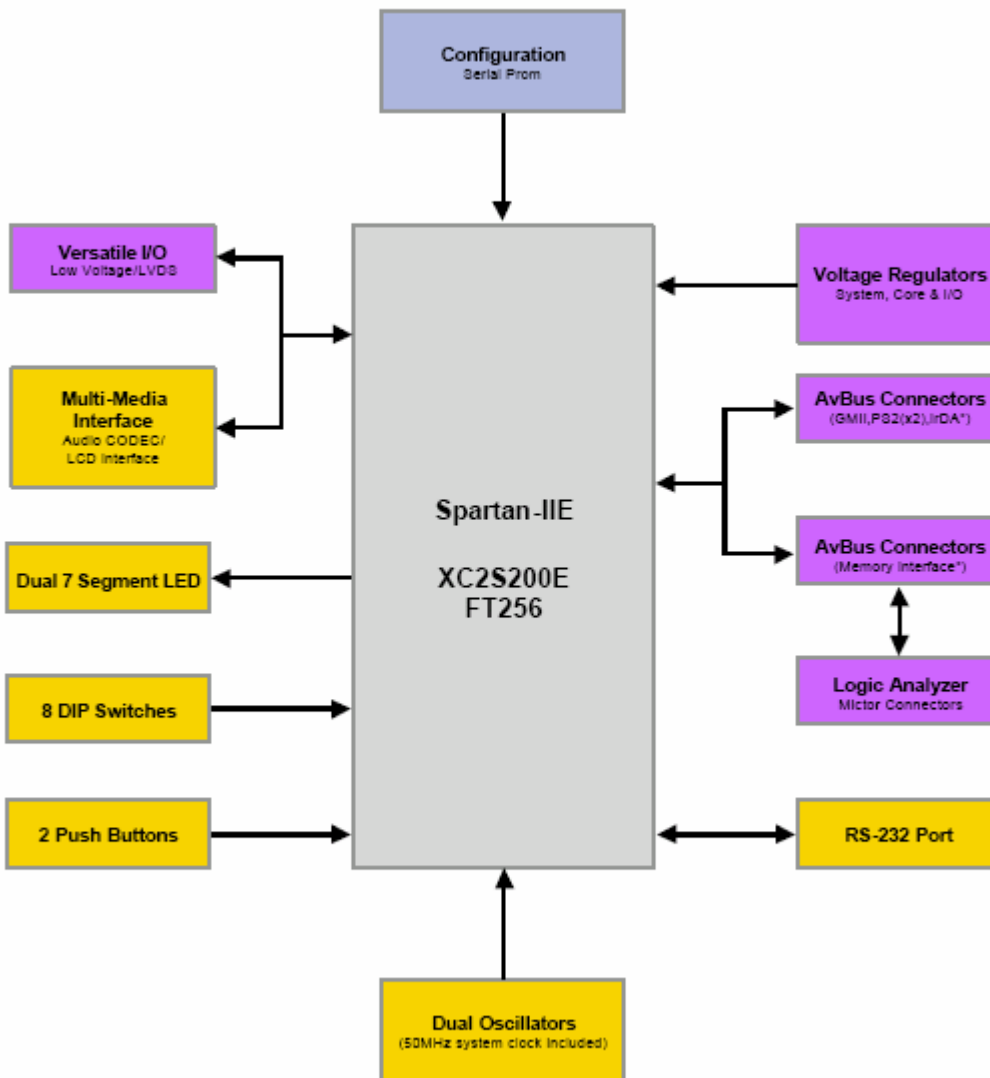 Configuration
Serial Prom
Versatile I/O
Low Voltage/LVDS
Voltage Regulators
System, Core & I/O
Multi-Media
Interface
Audio CODEC/
LCD Interface
AvBus Connectors
(GMII,PS2(x2),IrDA*)
Spartan-IIE
XC2S200E
FT256
AvBus Connectors
(Memory Interface*)
Dual 7 Segment LED
Logic Analyzer
Mictor Connectors
8 DIP Switches
2 Push Buttons
RS-232 Port
Dual Oscillators
(50MHz system clock included)